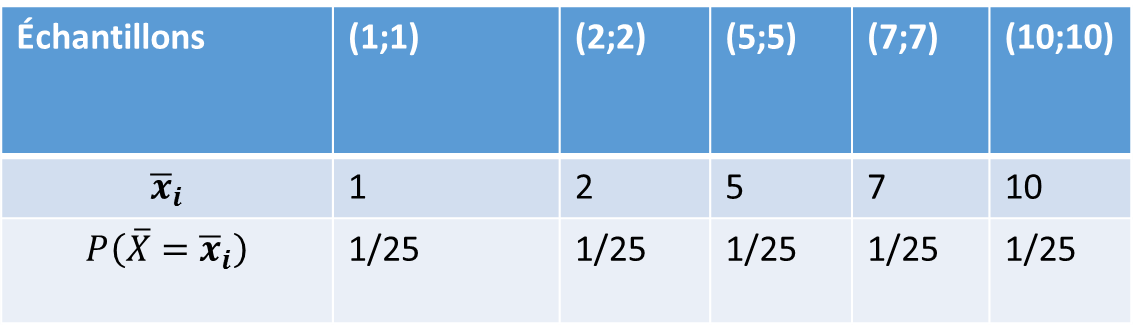 Échantillons (1;1) (2;2) (5;5) (7;7) (10;10)
x̅ᵢ 1 2 5 7 10
P(X̅ = x̅ᵢ) 1/25 1/25 1/25 1/25 1/25